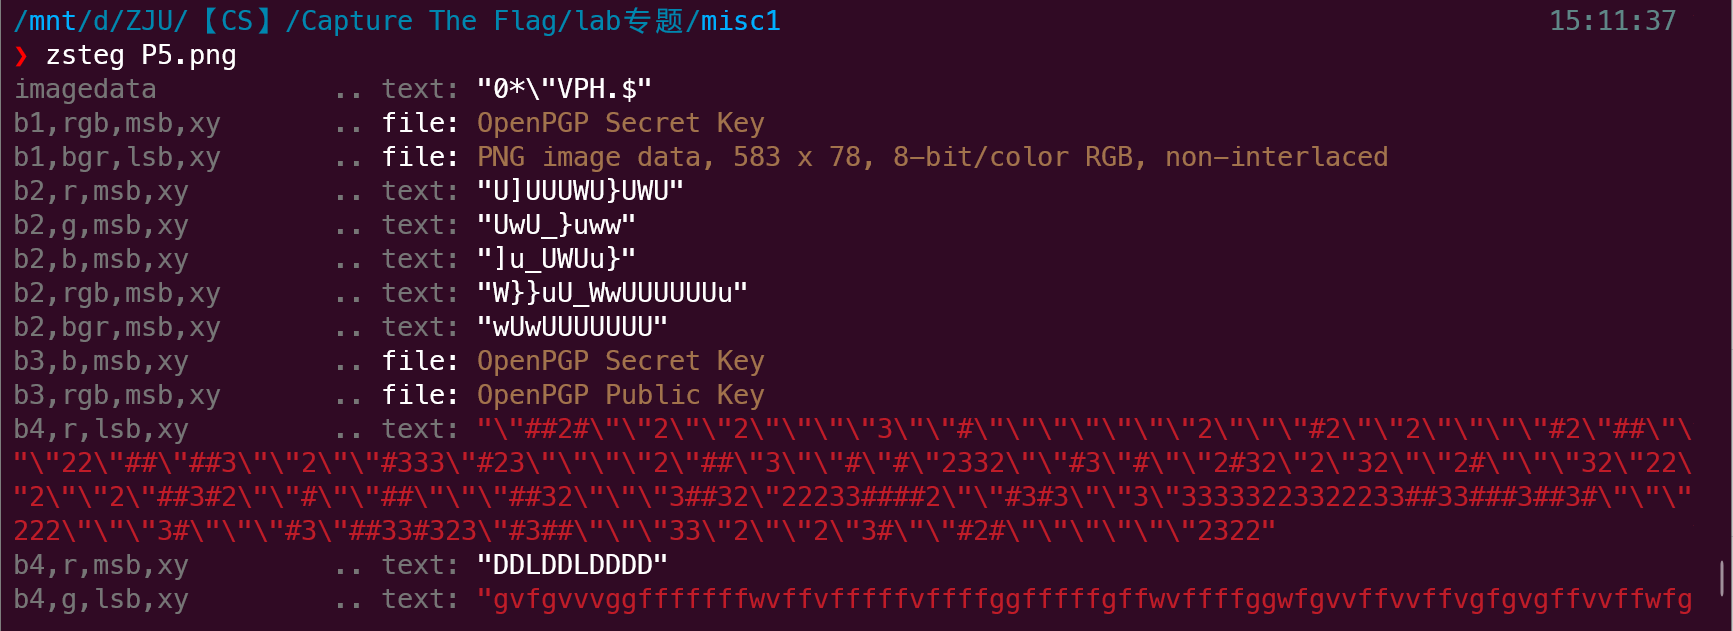 /mnt/d/ZJU/【CS】/Capture The Flag/lab专题/misc1 15:11:37
❯ zsteg P5.png
imagedata .. text: "0*\"VPH.$"
b1,rgb,msb,xy .. file: OpenPGP Secret Key
b1,bgr,lsb,xy .. file: PNG image data, 583 x 78, 8-bit/color RGB, non-interlaced
b2,r,msb,xy .. text: "U]UUUWU}UWU"
b2,g,msb,xy .. text: "UwU_}uww"
b2,b,msb,xy .. text: "]u_UWUu}"
b2,rgb,msb,xy .. text: "W}}uU_WwUUUUUUu"
b2,bgr,msb,xy .. text: "wUwUUUUUUU"
b3,b,msb,xy .. file: OpenPGP Secret Key
b3,rgb,msb,xy .. file: OpenPGP Public Key
b4,r,lsb,xy .. text: "\"##2#\"\"2\"\"2\"\"\"\"3\"\"#\"\"\"\"\"\"\"2\"\"\"#2\"\"2\"\"\"\"#2\"##\"\
"\"22\"##\"##3\"\"2\"\"#333\"#23\"\"\"\"2\"##\"3\"\"#\"#\"2332\"\"#3\"#\"\"2#32\"2\"32\"\"2#\"\"\"32\"22\
"2\"\"2\"##3#2\"\"#\"\"##\"\"\"##32\"\"\"3##32\"22233####2\"\"#3#3\"\"3\"33333223322233##33###3##3#\"\"\"
222\"\"\"3#\"\"\"#3\"##33#323\"#3##\"\"\"33\"2\"\"2\"3#\"\"#2#\"\"\"\"\"\"2322"
b4,r,msb,xy .. text: "DDLDDLDDDD"
b4,g,lsb,xy .. text: "gvfgvvvggfffffffwvffvfffffvffffggfffffgffwvffffggwfgvvffvvffvgfgvgffvvffwfg